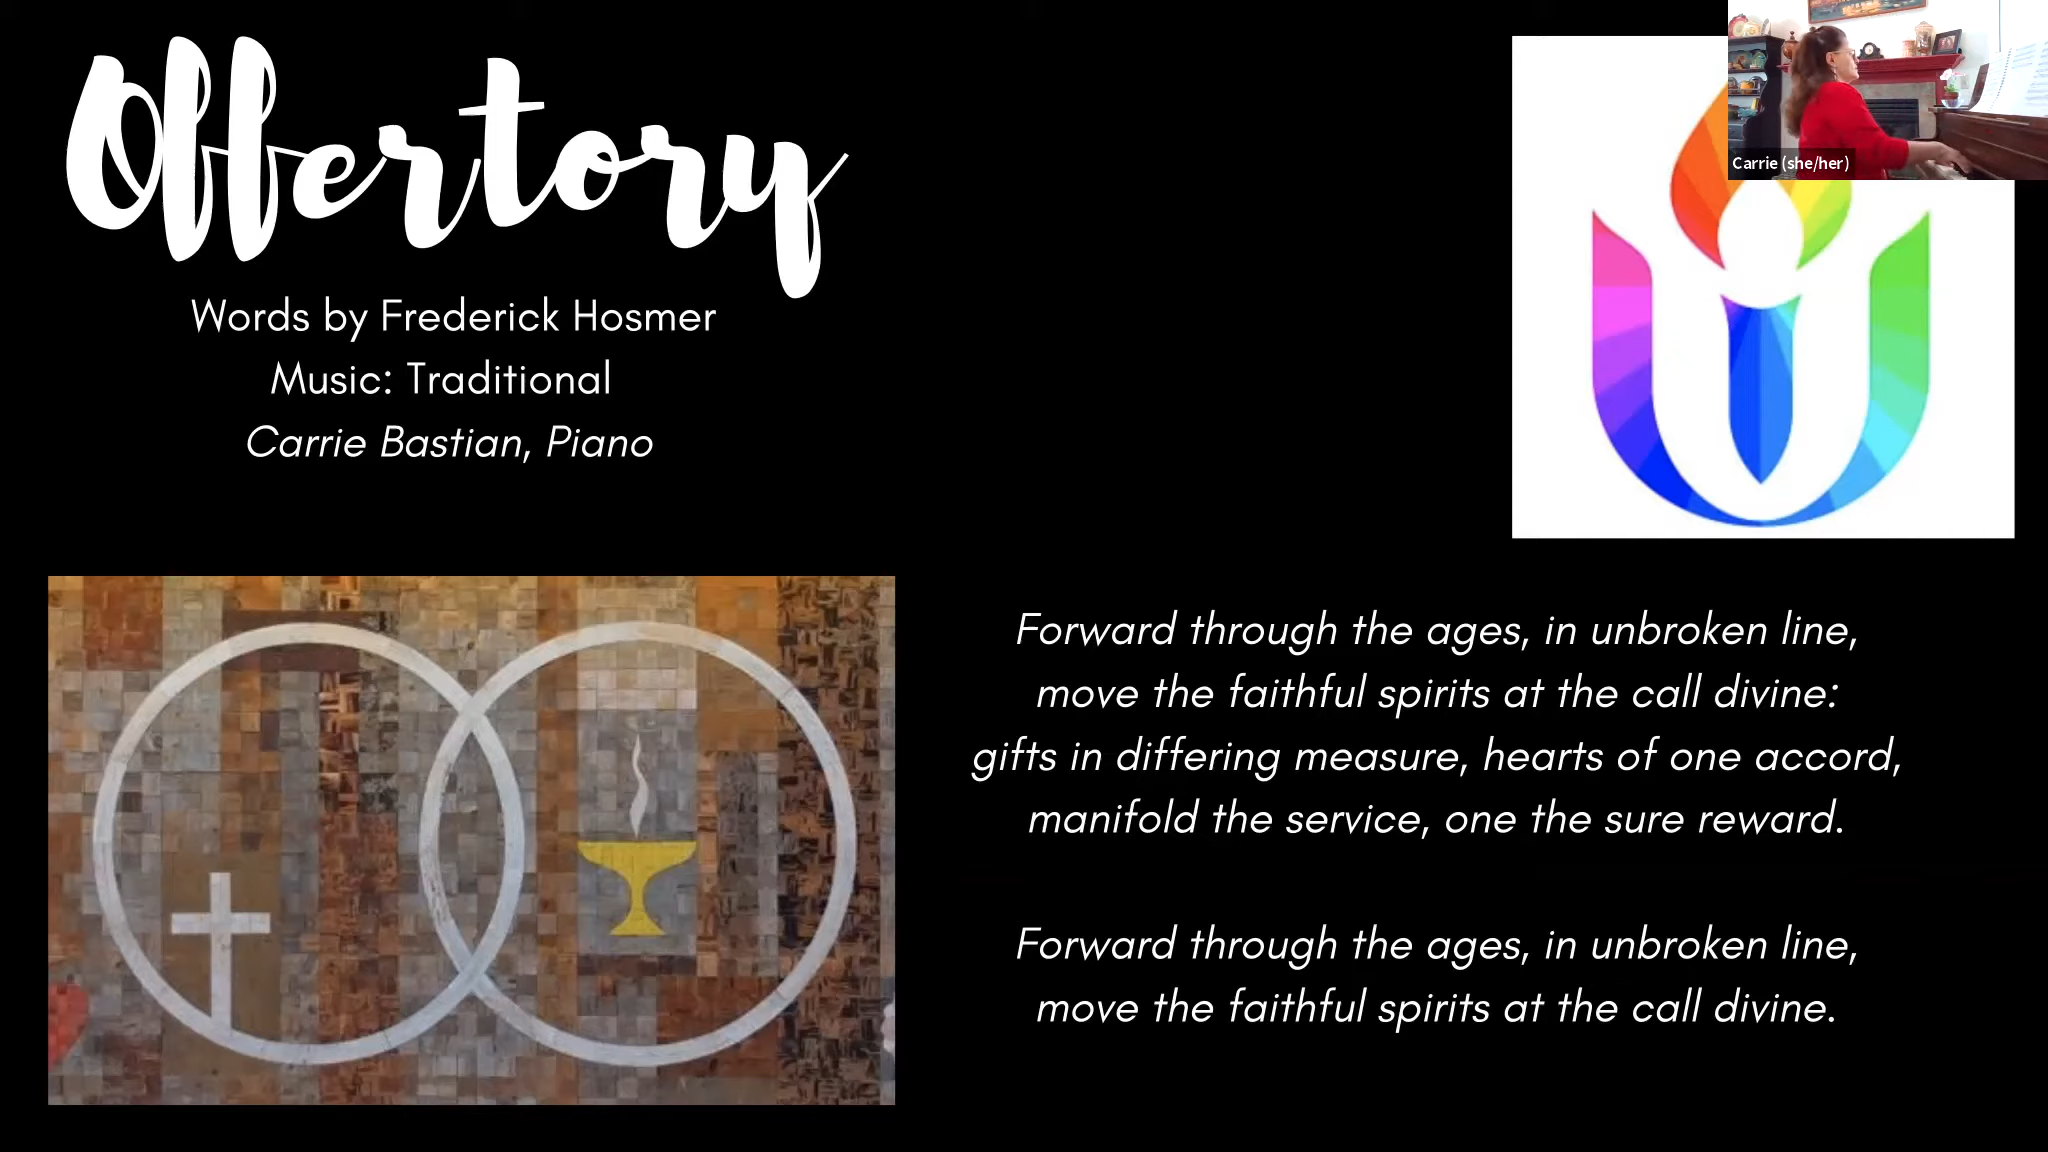 Offertory
Words by Frederick Hosmer
Music: Traditional
Carrie Bastian, Piano
Carrie (she/her)
Forward through the ages, in unbroken line,
move the faithful spirits at the call divine:
gifts in differing measure, hearts of one accord,
manifold the service, one the sure reward.
Forward through the ages, in unbroken line,
move the faithful spirits at the call divine.